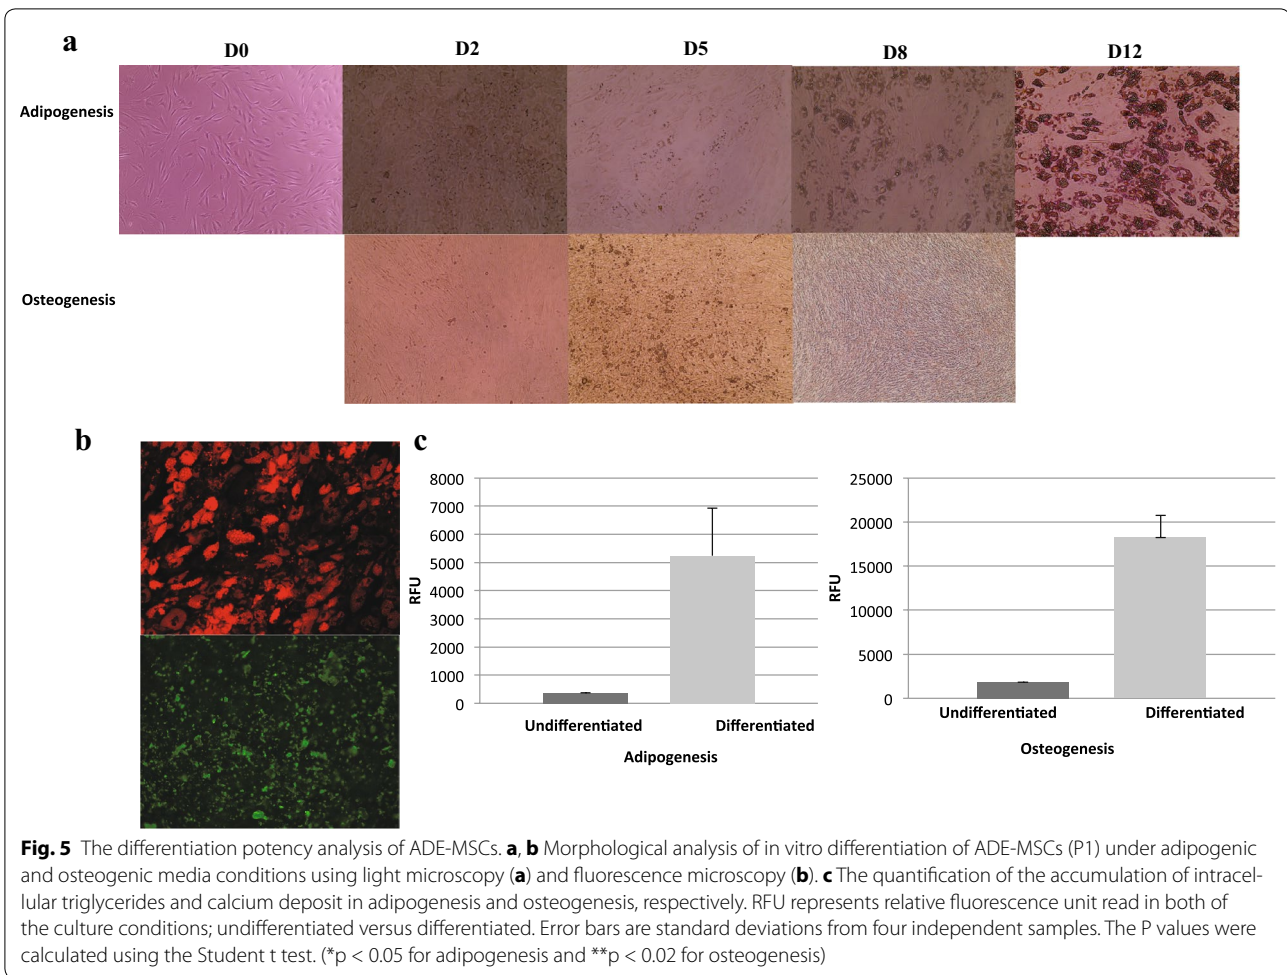 a
D0 D2 D5 D8 D12
Adipogenesis
Osteogenesis
b
c
8000
7000
6000
5000
4000
3000
2000
1000
0
RFU
Undifferentiated Differentiated
Adipogenesis
25000
20000
15000
10000
5000
0
RFU
Undifferentiated Differentiated
Osteogenesis
Fig. 5 The differentiation potency analysis of ADE-MSCs. a, b Morphological analysis of in vitro differentiation of ADE-MSCs (P1) under adipogenic
and osteogenic media conditions using light microscopy (a) and fluorescence microscopy (b). c The quantification of the accumulation of intracel-
lular triglycerides and calcium deposit in adipogenesis and osteogenesis, respectively. RFU represents relative fluorescence unit read in both of
the culture conditions; undifferentiated versus differentiated. Error bars are standard deviations from four independent samples. The P values were
calculated using the Student t test. (*p < 0.05 for adipogenesis and **p < 0.02 for osteogenesis)